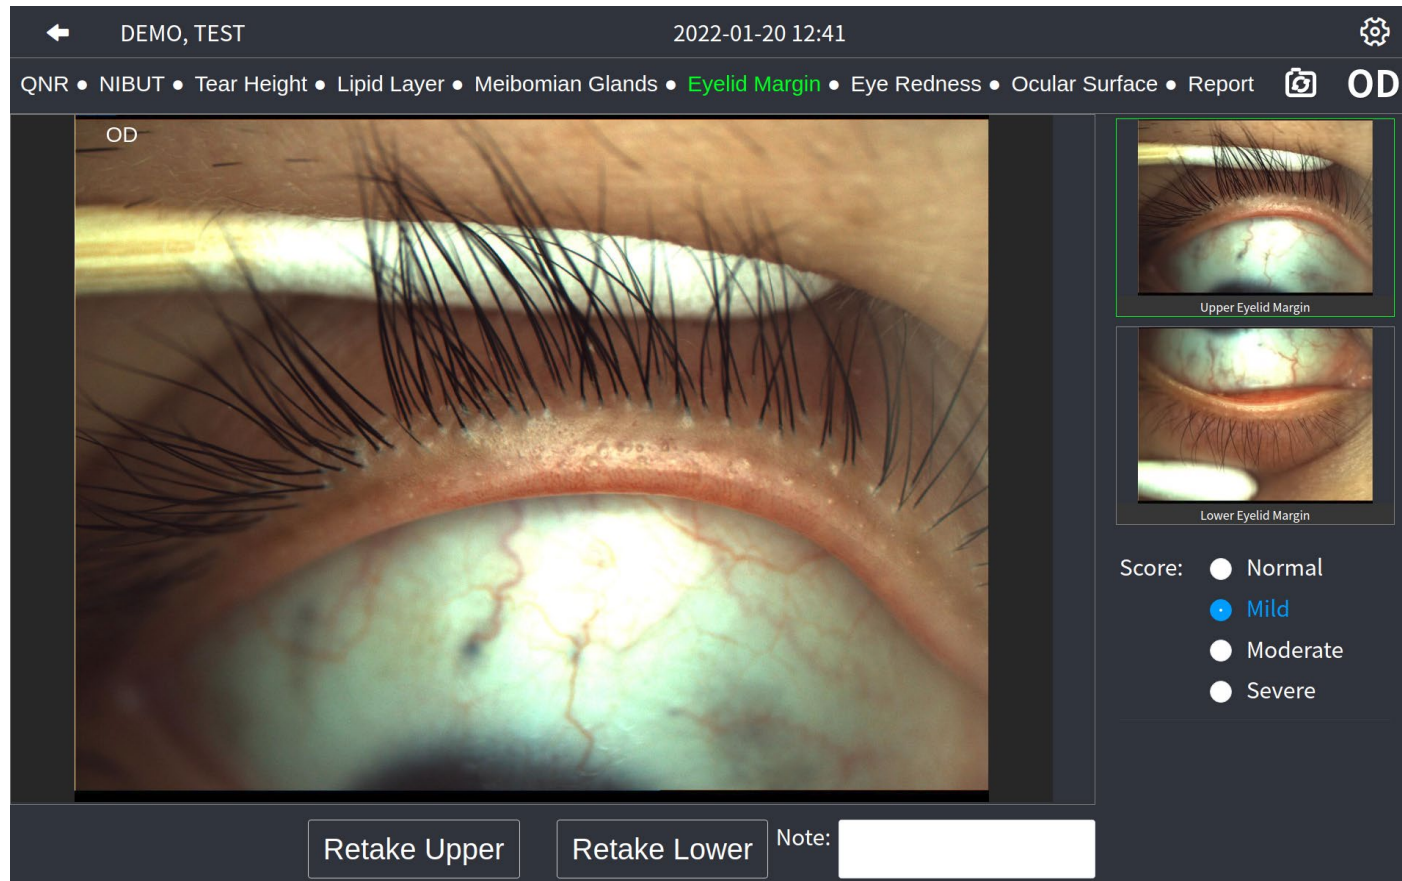 DEMO, TEST 2022-01-20 12:41
QNR ● NIBUT ● Tear Height ● Lipid Layer ● Meibomian Glands ● Eyelid Margin ● Eye Redness ● Ocular Surface ● Report OD
OD
Upper Eyelid Margin
Lower Eyelid Margin
Score: Normal
Mild
Moderate
Severe
Retake Upper Retake Lower Note: